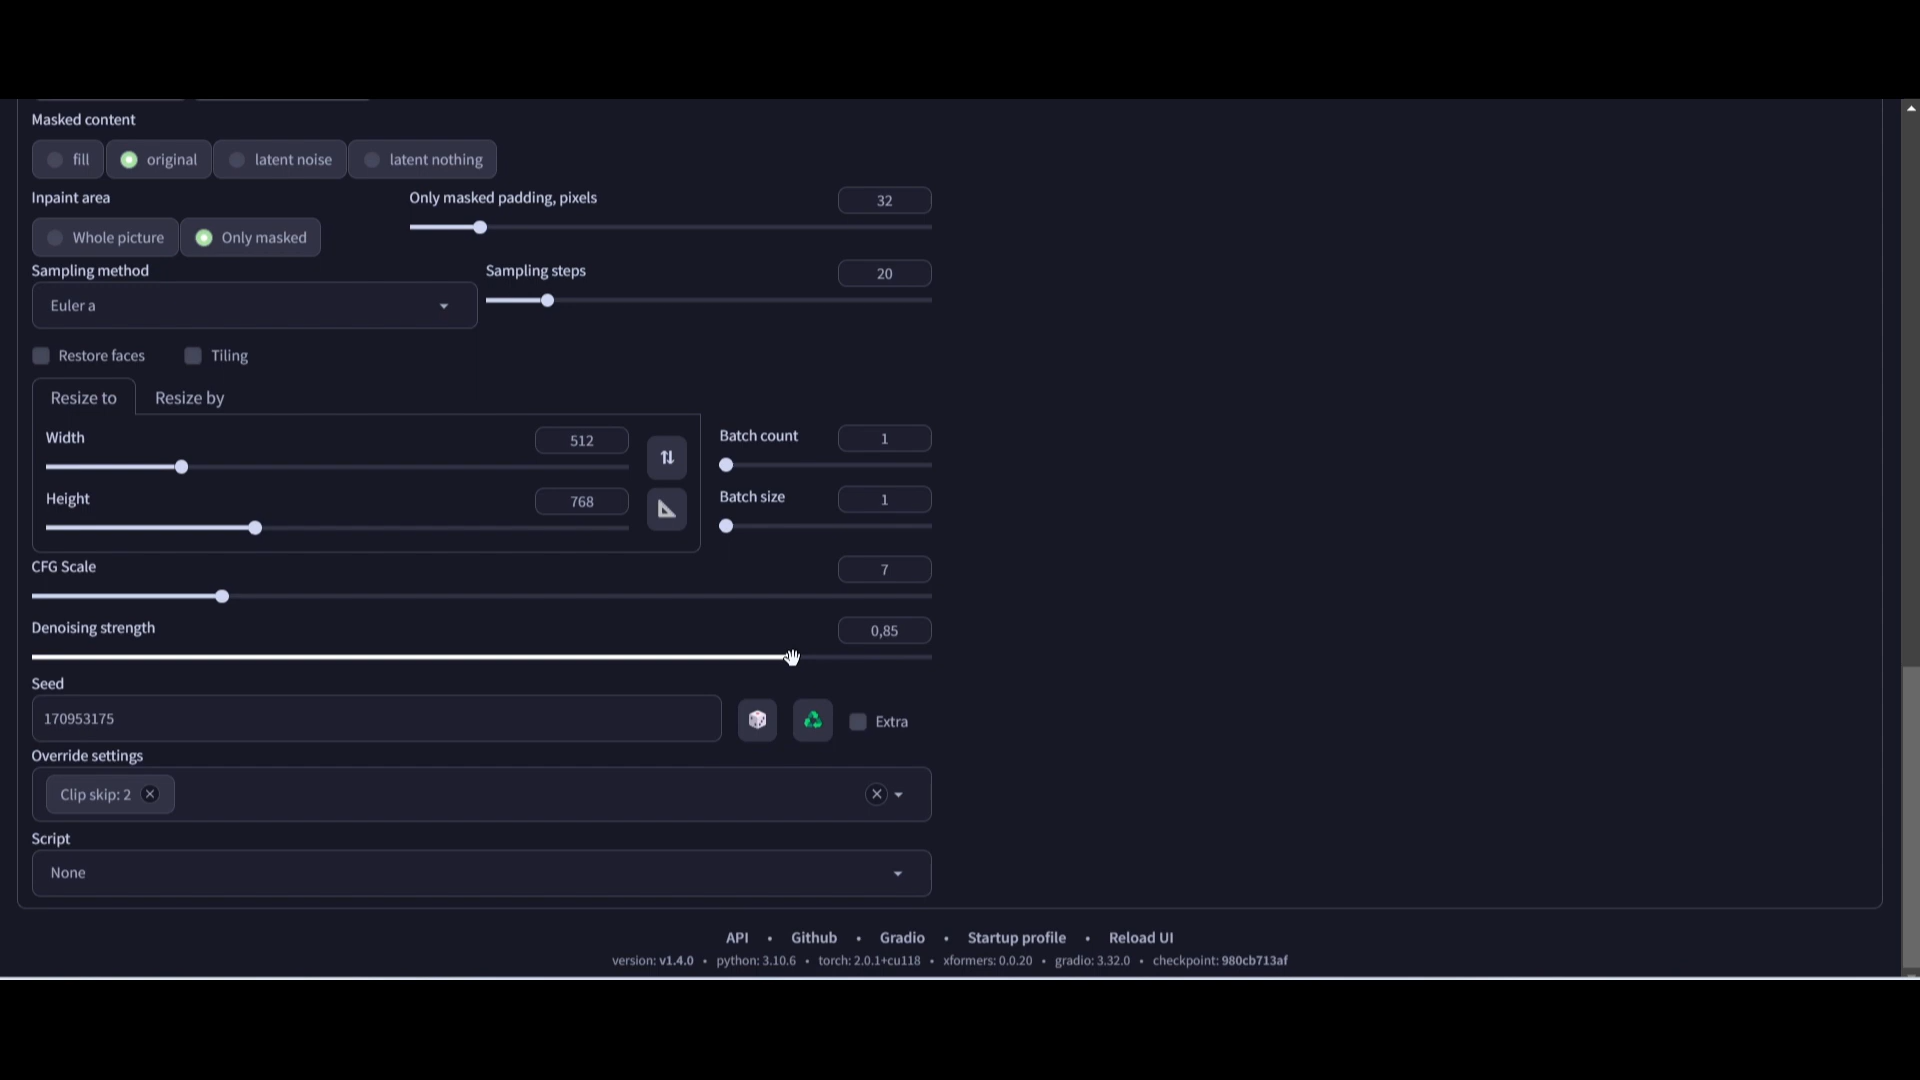 Masked content
fill original latent noise latent nothing
Inpaint area Only masked padding, pixels 32
Whole picture Only masked
Sampling method Sampling steps 20
Euler a
Restore faces Tiling
Resize to Resize by
Width 512 Batch count 1
Height 768 Batch size 1
CFG Scale 7
Denoising strength 0,85
Seed
170953175 Extra
Override settings
Clip skip: 2
Script
None
API • Github • Gradio • Startup profile • Reload UI
version: v1.4.0 • python: 3.10.6 • torch: 2.0.1+cu118 • xformers: 0.0.20 • gradio: 3.32.0 • checkpoint: 980cb713af